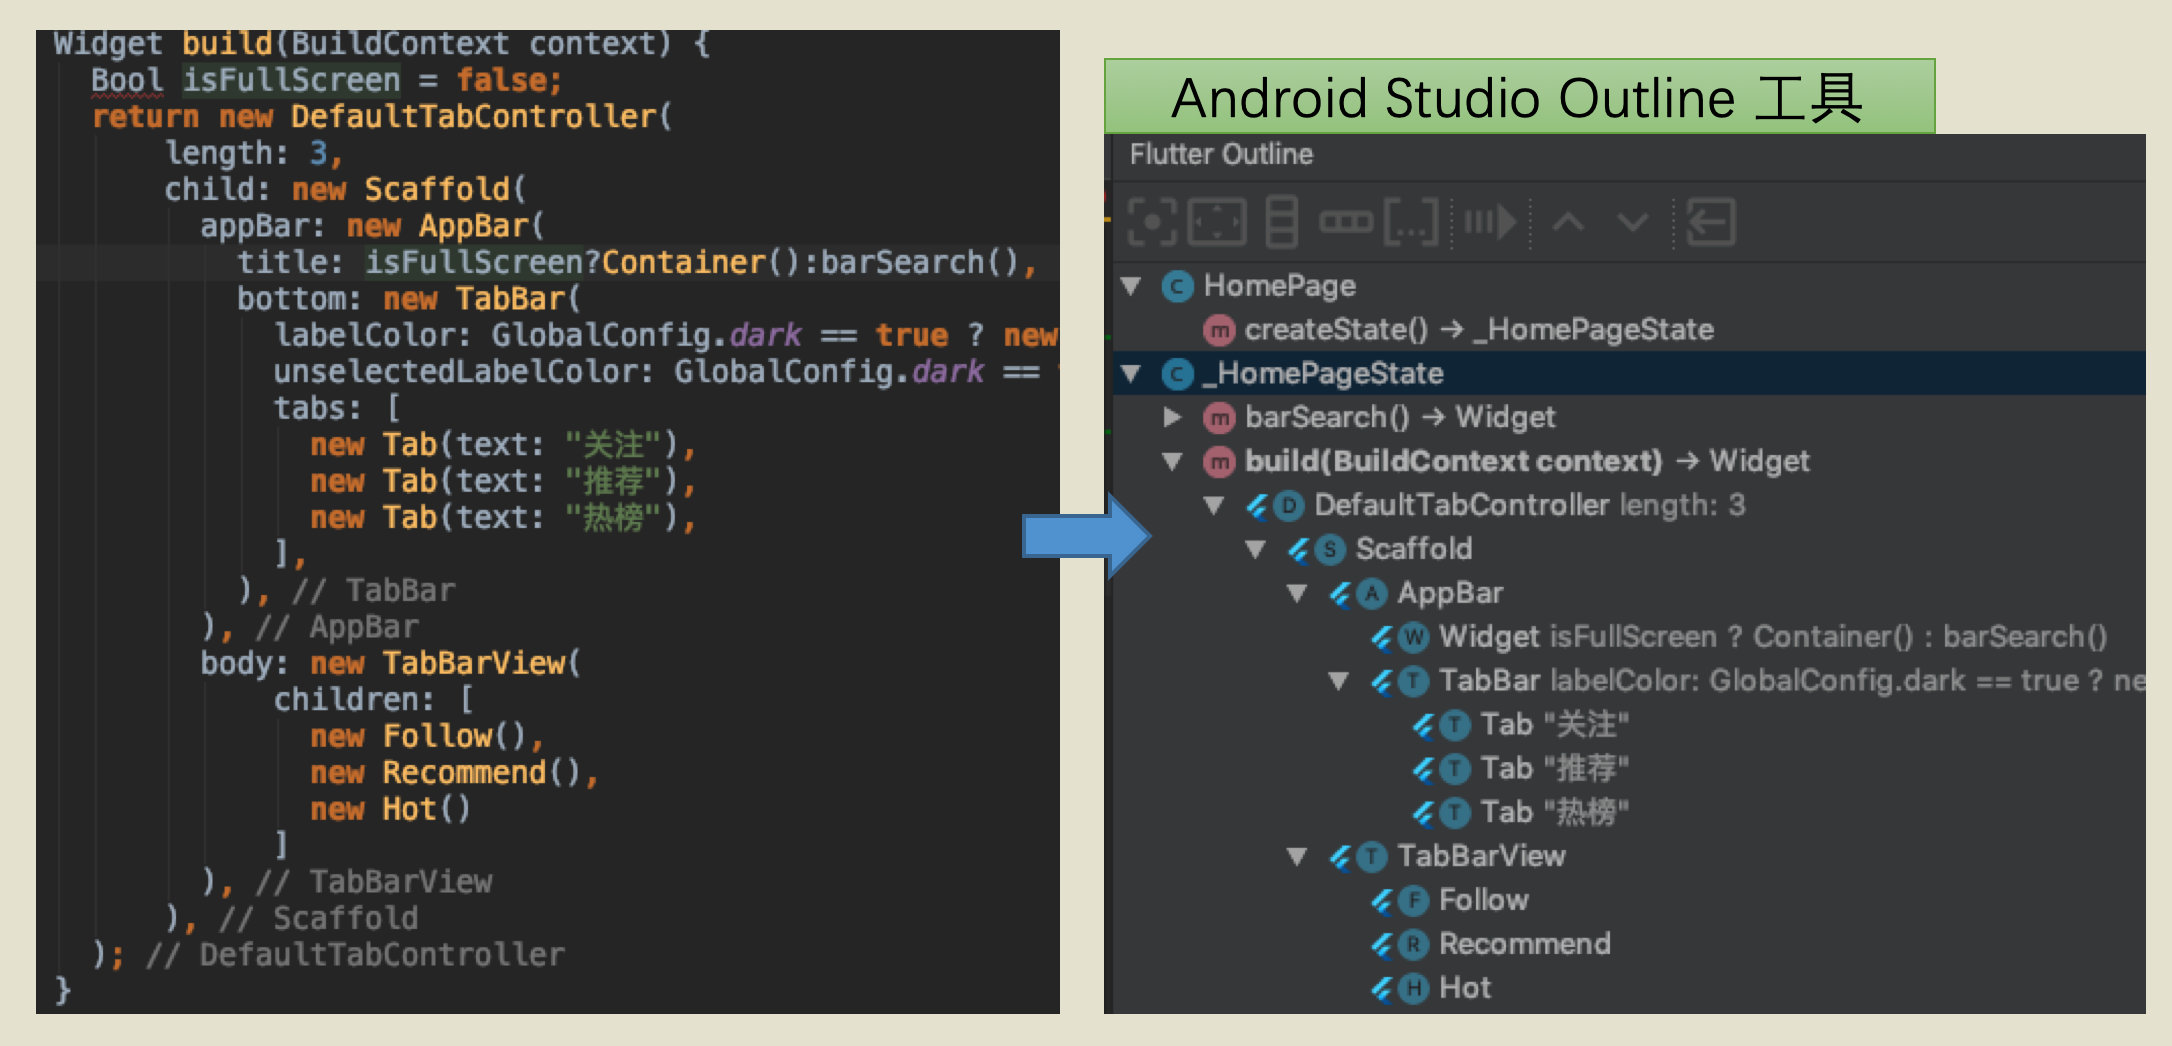 Widget build(BuildContext context) {
Bool isFullScreen = false;
return new DefaultTabController(
length: 3,
child: new Scaffold(
appBar: new AppBar(
title: isFullScreen?Container():barSearch(),
bottom: new TabBar(
labelColor: GlobalConfig.dark == true ? new
unselectedLabelColor: GlobalConfig.dark ==
tabs: [
new Tab(text: "关注"),
new Tab(text: "推荐"),
new Tab(text: "热榜"),
],
), // TabBar
), // AppBar
body: new TabBarView(
children: [
new Follow(),
new Recommend(),
new Hot()
]
), // TabBarView
), // Scaffold
); // DefaultTabController
}
Android Studio Outline 工具
Flutter Outline
C HomePage
m createState() → _HomePageState
C _HomePageState
m barSearch() → Widget
m build(BuildContext context) → Widget
D DefaultTabController length: 3
S Scaffold
A AppBar
W Widget isFullScreen ? Container() : barSearch()
T TabBar labelColor: GlobalConfig.dark == true ? ne
T Tab "关注"
T Tab "推荐"
T Tab "热榜"
T TabBarView
F Follow
R Recommend
H Hot